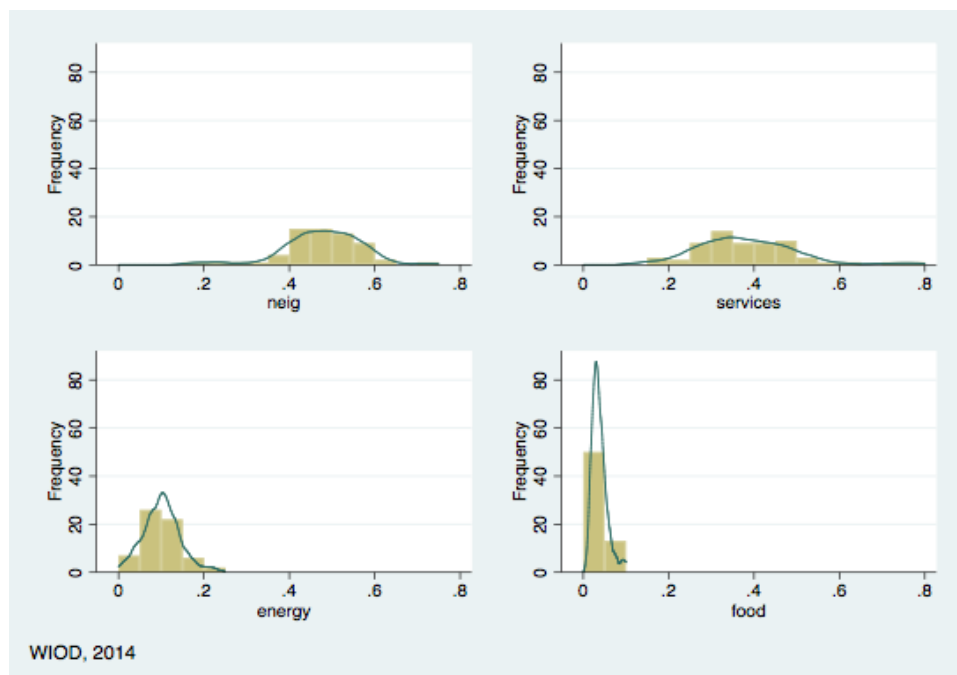 Frequency
0 20 40 60 80
0 .2 .4 .6 .8
neig
Frequency
0 20 40 60 80
0 .2 .4 .6 .8
services
Frequency
0 20 40 60 80
0 .2 .4 .6 .8
energy
Frequency
0 20 40 60 80
0 .2 .4 .6 .8
food
WIOD, 2014